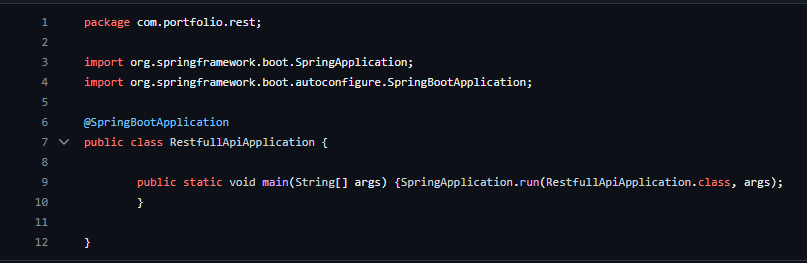 1 package com.portfolio.rest;
2
3 import org.springframework.boot.SpringApplication;
4 import org.springframework.boot.autoconfigure.SpringBootApplication;
5
6 @SpringBootApplication
7 public class RestfullApiApplication {
8
9 public static void main(String[] args) {SpringApplication.run(RestfullApiApplication.class, args);
10 }
11
12 }